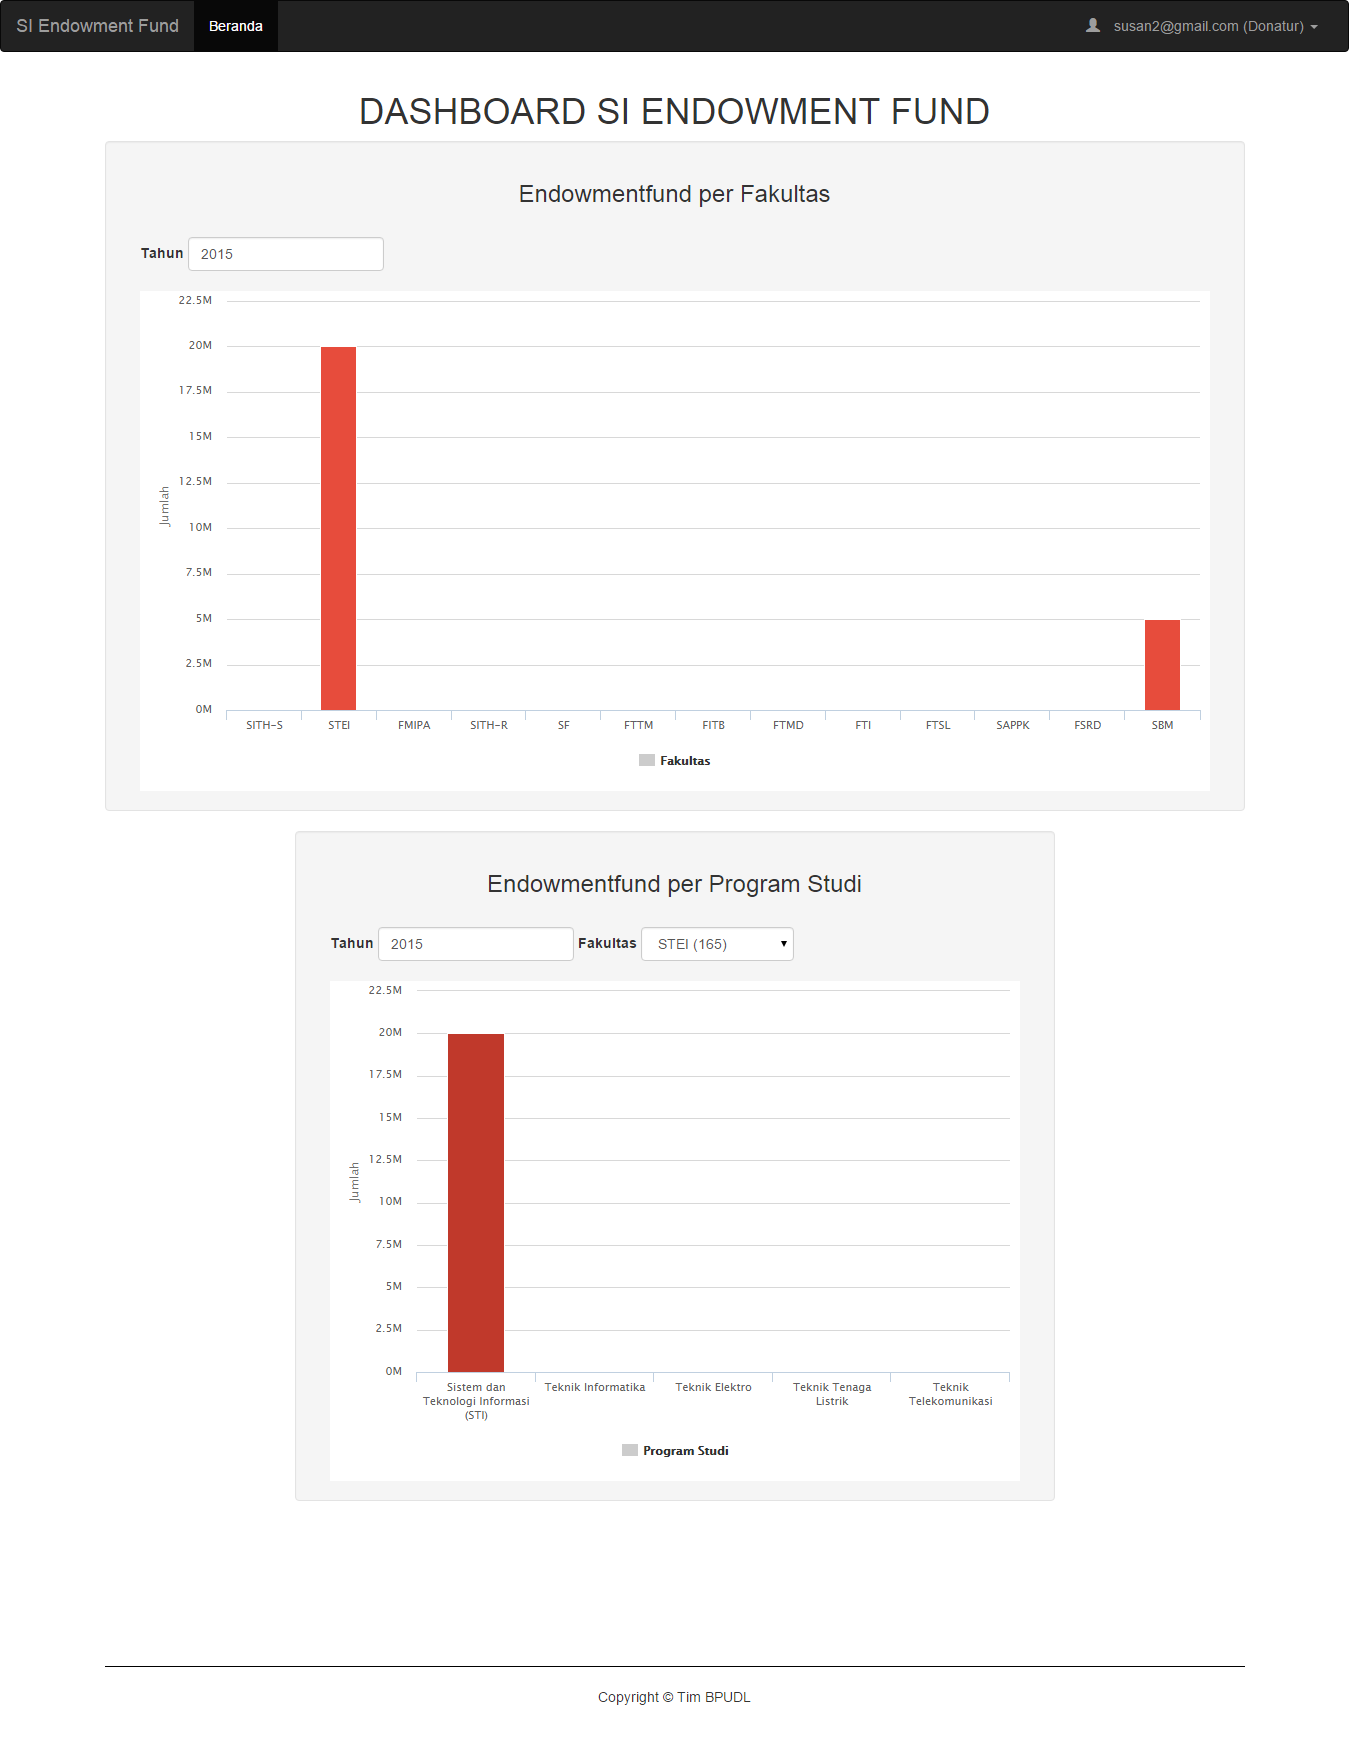 SI Endowment Fund
Beranda
susan2@gmail.com (Donatur)
DASHBOARD SI ENDOWMENT FUND
Endowmentfund per Fakultas
Tahun 2015
22.5M
20M
17.5M
15M
12.5M
10M
7.5M
5M
2.5M
0M
Jumlah
SITH-S STEI FMIPA SITH-R SF FTTM FITB FTMD FTI FTSL SAPPK FSRD SBM
Fakultas
Endowmentfund per Program Studi
Tahun 2015 Fakultas STEI (165)
22.5M
20M
17.5M
15M
12.5M
10M
7.5M
5M
2.5M
0M
Jumlah
Sistem dan
Teknologi Informasi
(STI)
Teknik Informatika
Teknik Elektro
Teknik Tenaga
Listrik
Teknik
Telekomunikasi
Program Studi
Copyright © Tim BPUDL